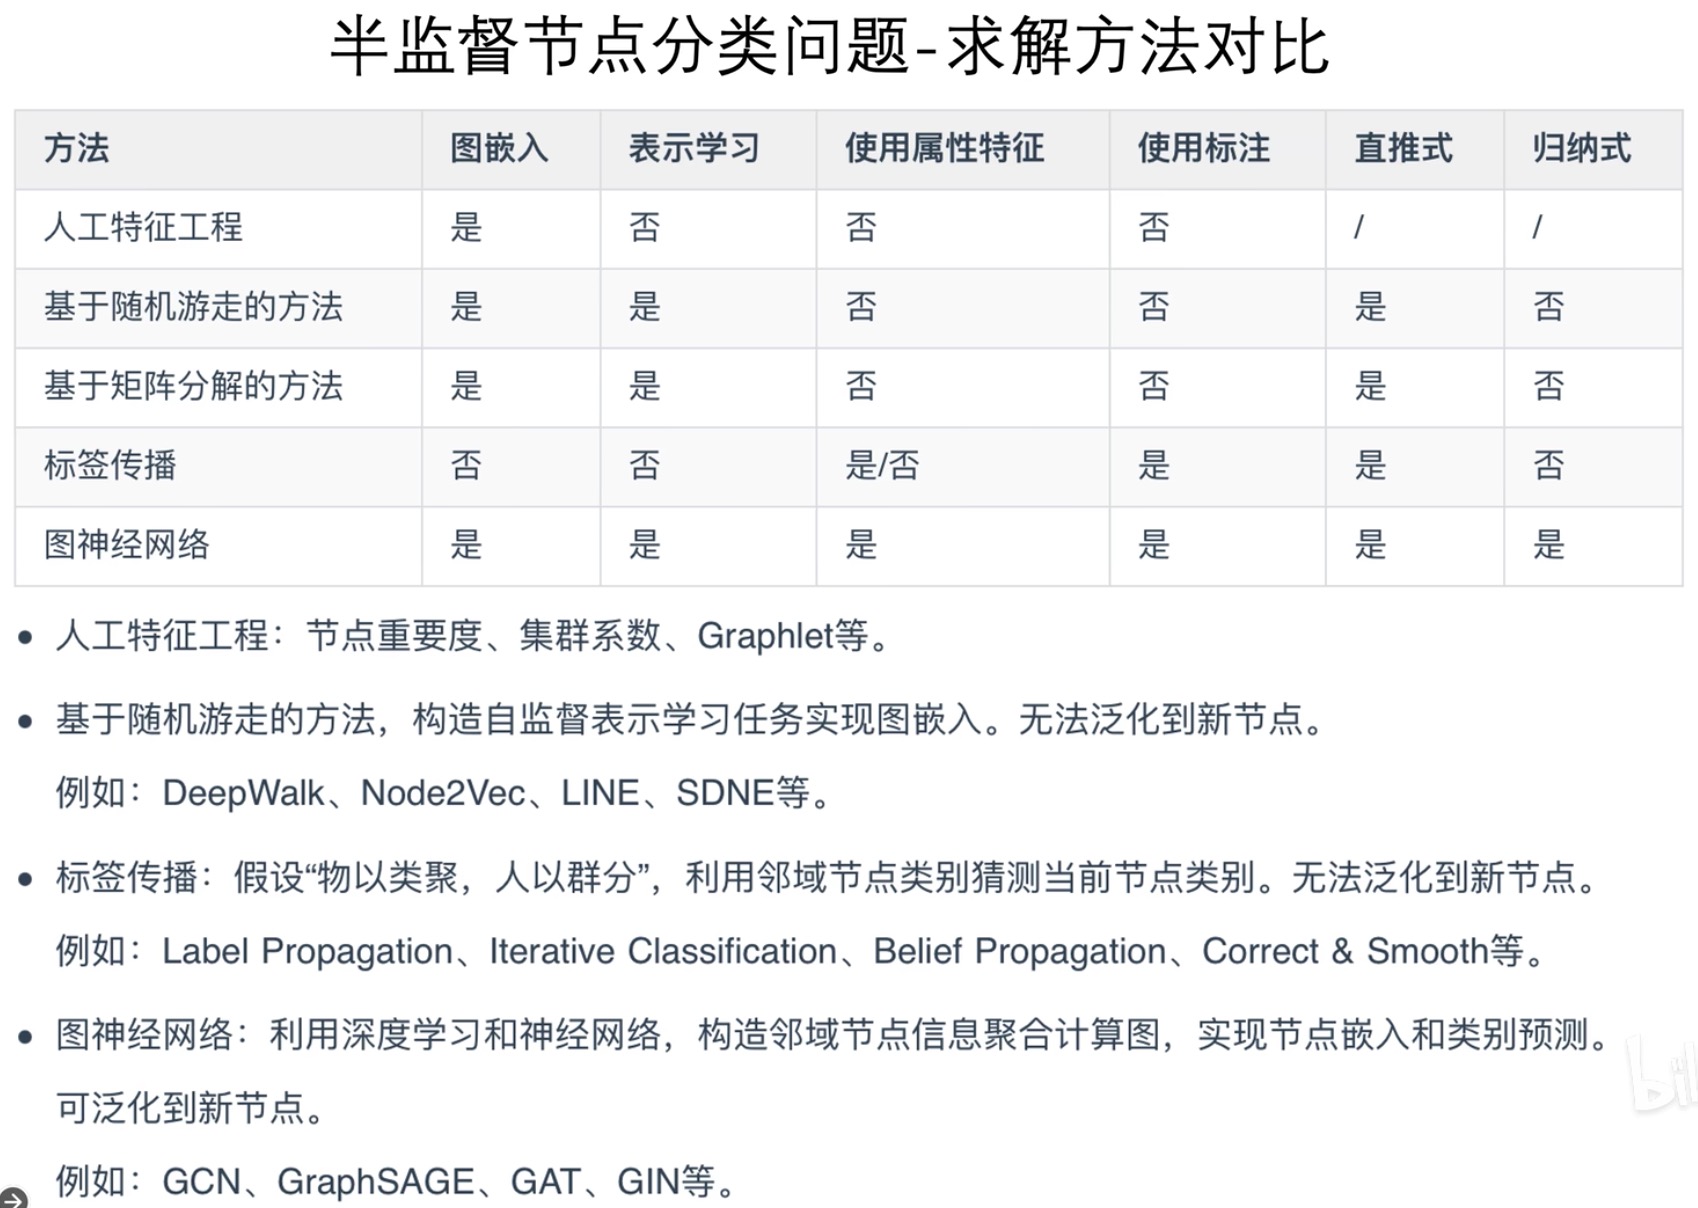 半监督节点分类问题-求解方法对比
方法 图嵌入 表示学习 使用属性特征 使用标注 直推式 归纳式
人工特征工程 是 否 否 否 / /
基于随机游走的方法 是 是 否 否 是 否
基于矩阵分解的方法 是 是 否 否 是 否
标签传播 否 否 是/否 是 是 否
图神经网络 是 是 是 是 是 是
• 人工特征工程：节点重要度、集群系数、Graphlet等。
• 基于随机游走的方法，构造自监督表示学习任务实现图嵌入。无法泛化到新节点。
例如：DeepWalk、Node2Vec、LINE、SDNE等。
• 标签传播：假设“物以类聚，人以群分”，利用邻域节点类别猜测当前节点类别。无法泛化到新节点。
例如：Label Propagation、Iterative Classification、Belief Propagation、Correct & Smooth等。
• 图神经网络：利用深度学习和神经网络，构造邻域节点信息聚合计算图，实现节点嵌入和类别预测。
可泛化到新节点。
例如：GCN、GraphSAGE、GAT、GIN等。